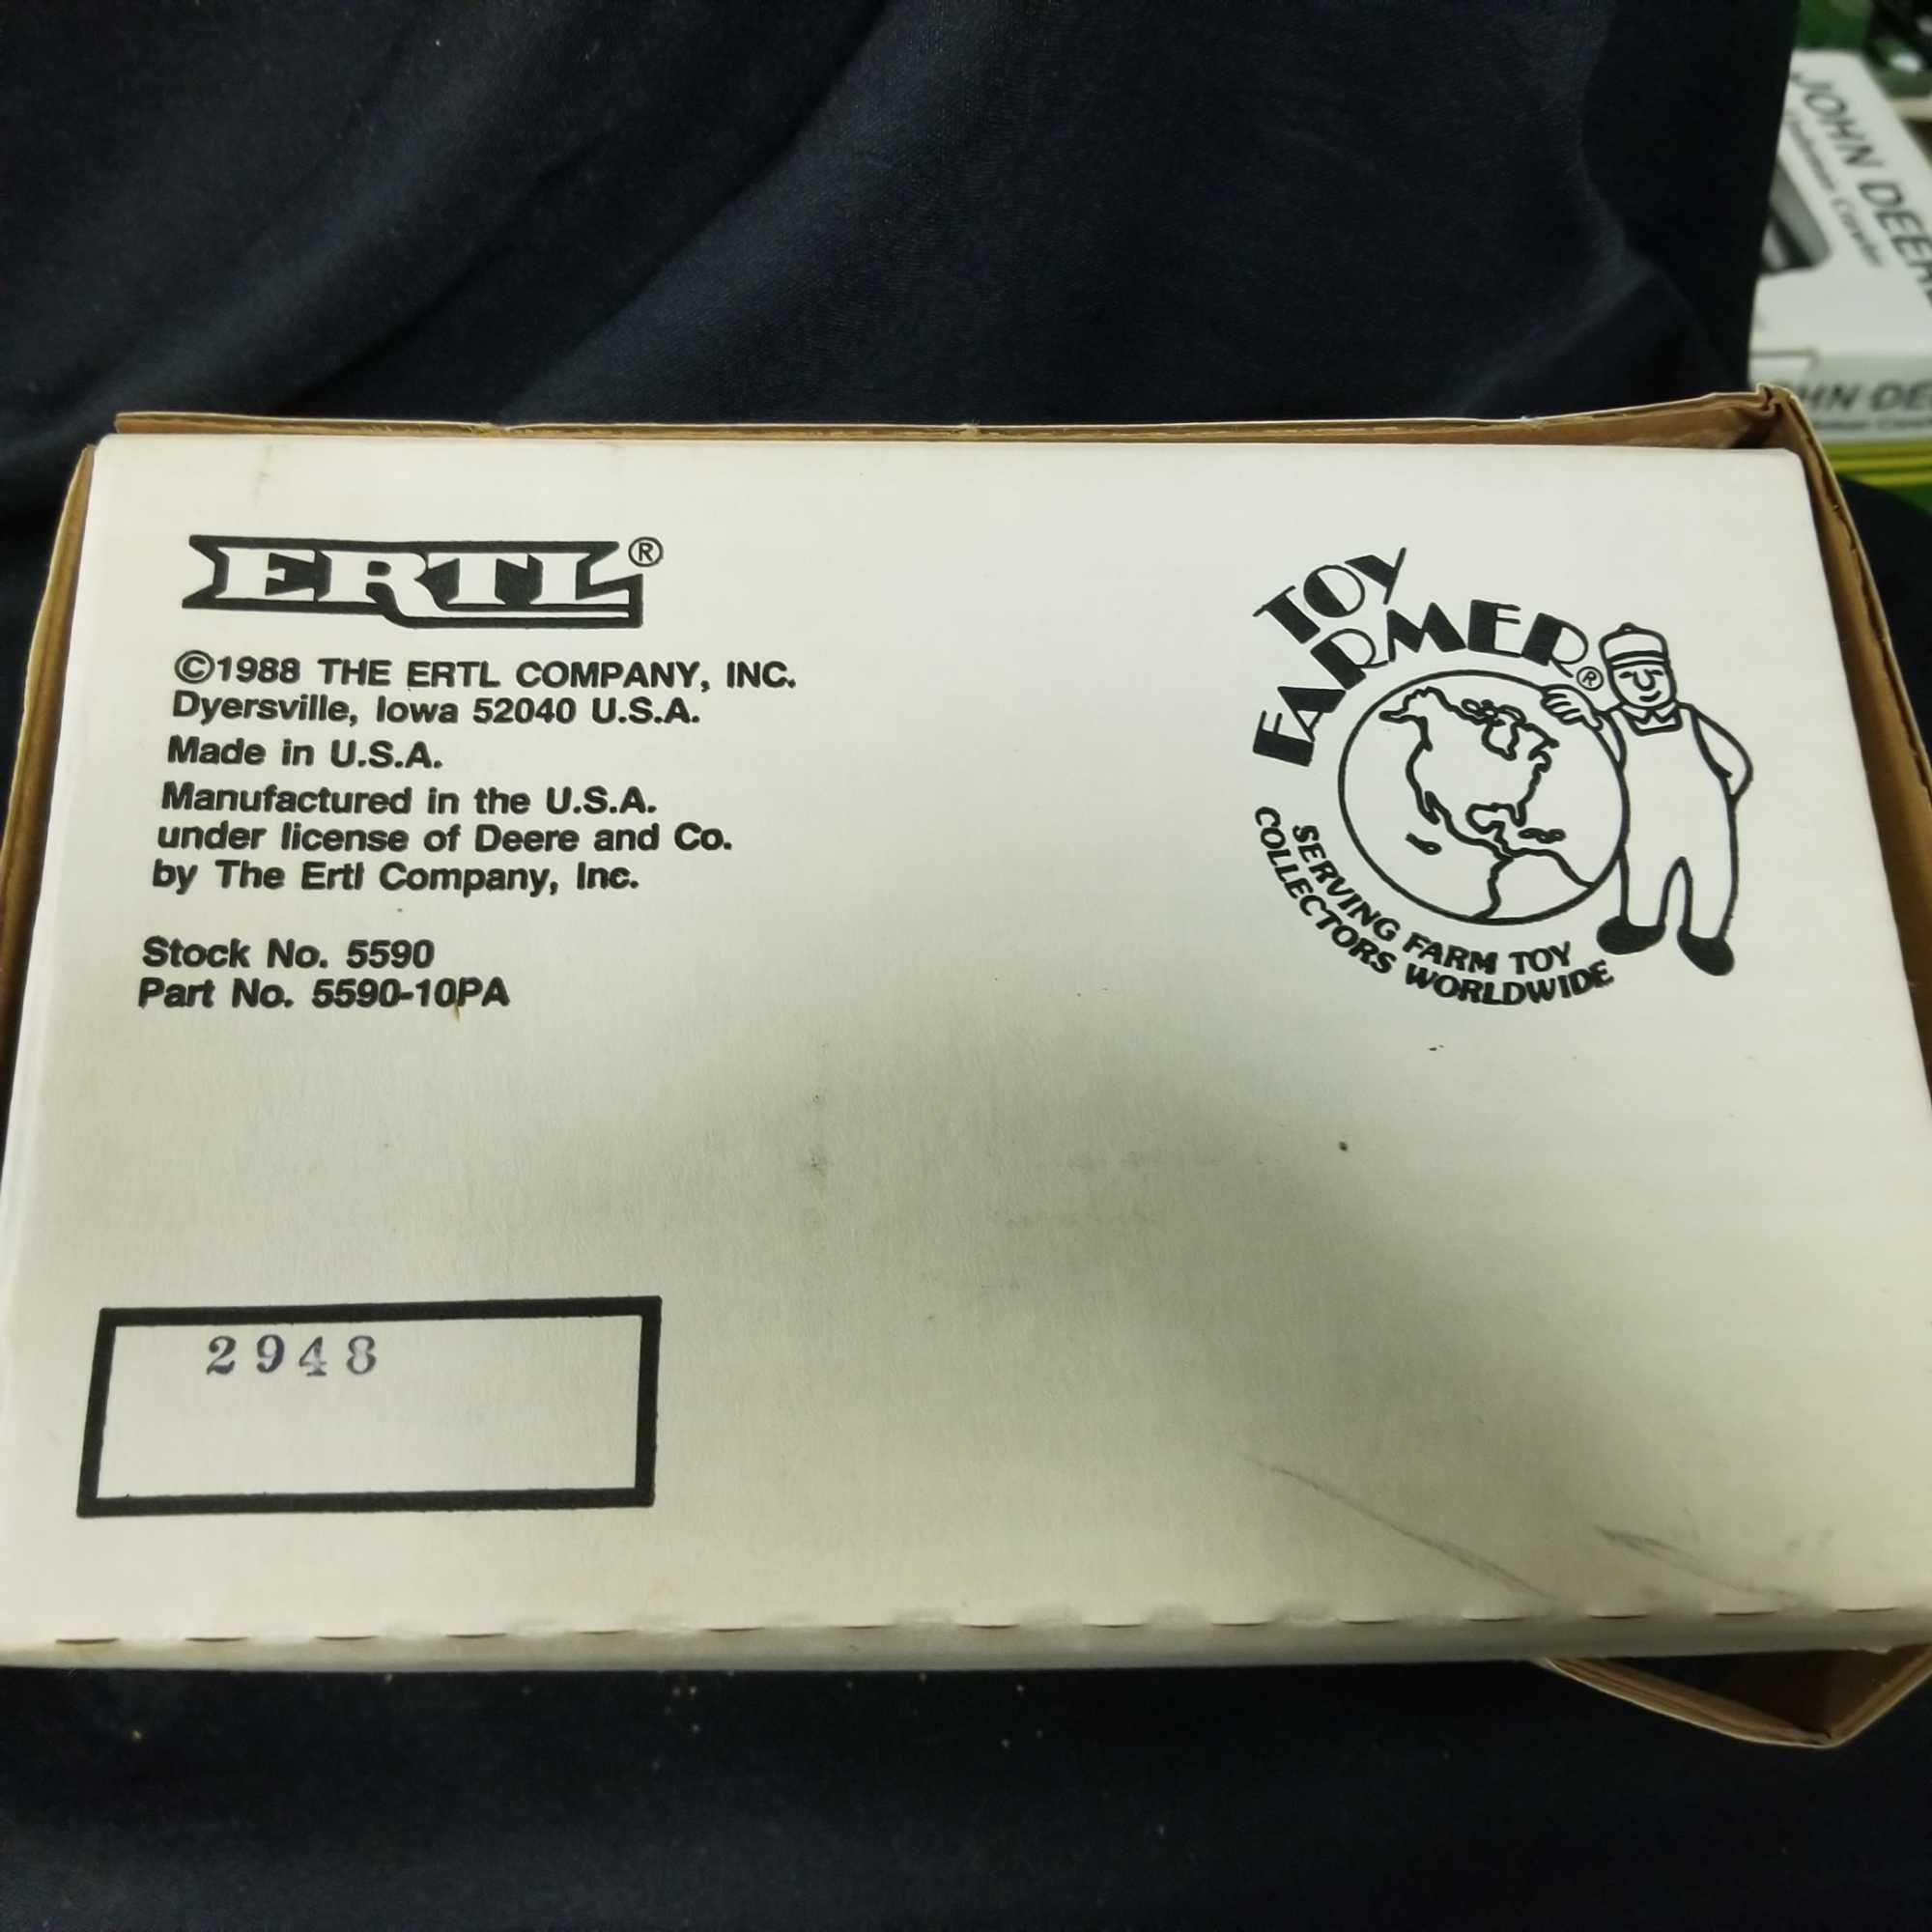 ERTL®
©1988 THE ERTL COMPANY, INC.
Dyersville, Iowa 52040 U.S.A.
Made in U.S.A.
Manufactured in the U.S.A.
under license of Deere and Co.
by The Ertl Company, Inc.
Stock No. 5590
Part No. 5590-10PA
2948
TOY
FARMER®
SERVING FARM TOY
COLLECTORS WORLDWIDE
JOHN DEERE
HN DE